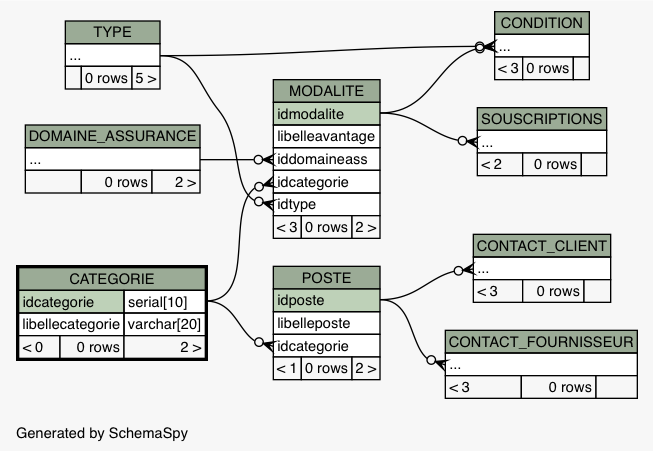 TYPE
...
0 rows 5 >
CONDITION
...
< 3 0 rows
MODALITE
idmodalite
libelleavantage
iddomaineass
idcategorie
idtype
< 3 0 rows 2 >
SOUSCRIPTIONS
...
< 2 0 rows
DOMAINE_ASSURANCE
...
0 rows 2 >
CATEGORIE
idcategorie serial[10]
libellecategorie varchar[20]
< 0 0 rows 2 >
POSTE
idposte
libelleposte
idcategorie
< 1 0 rows 2 >
CONTACT_CLIENT
...
< 3 0 rows
CONTACT_FOURNISSEUR
...
< 3 0 rows
Generated by SchemaSpy